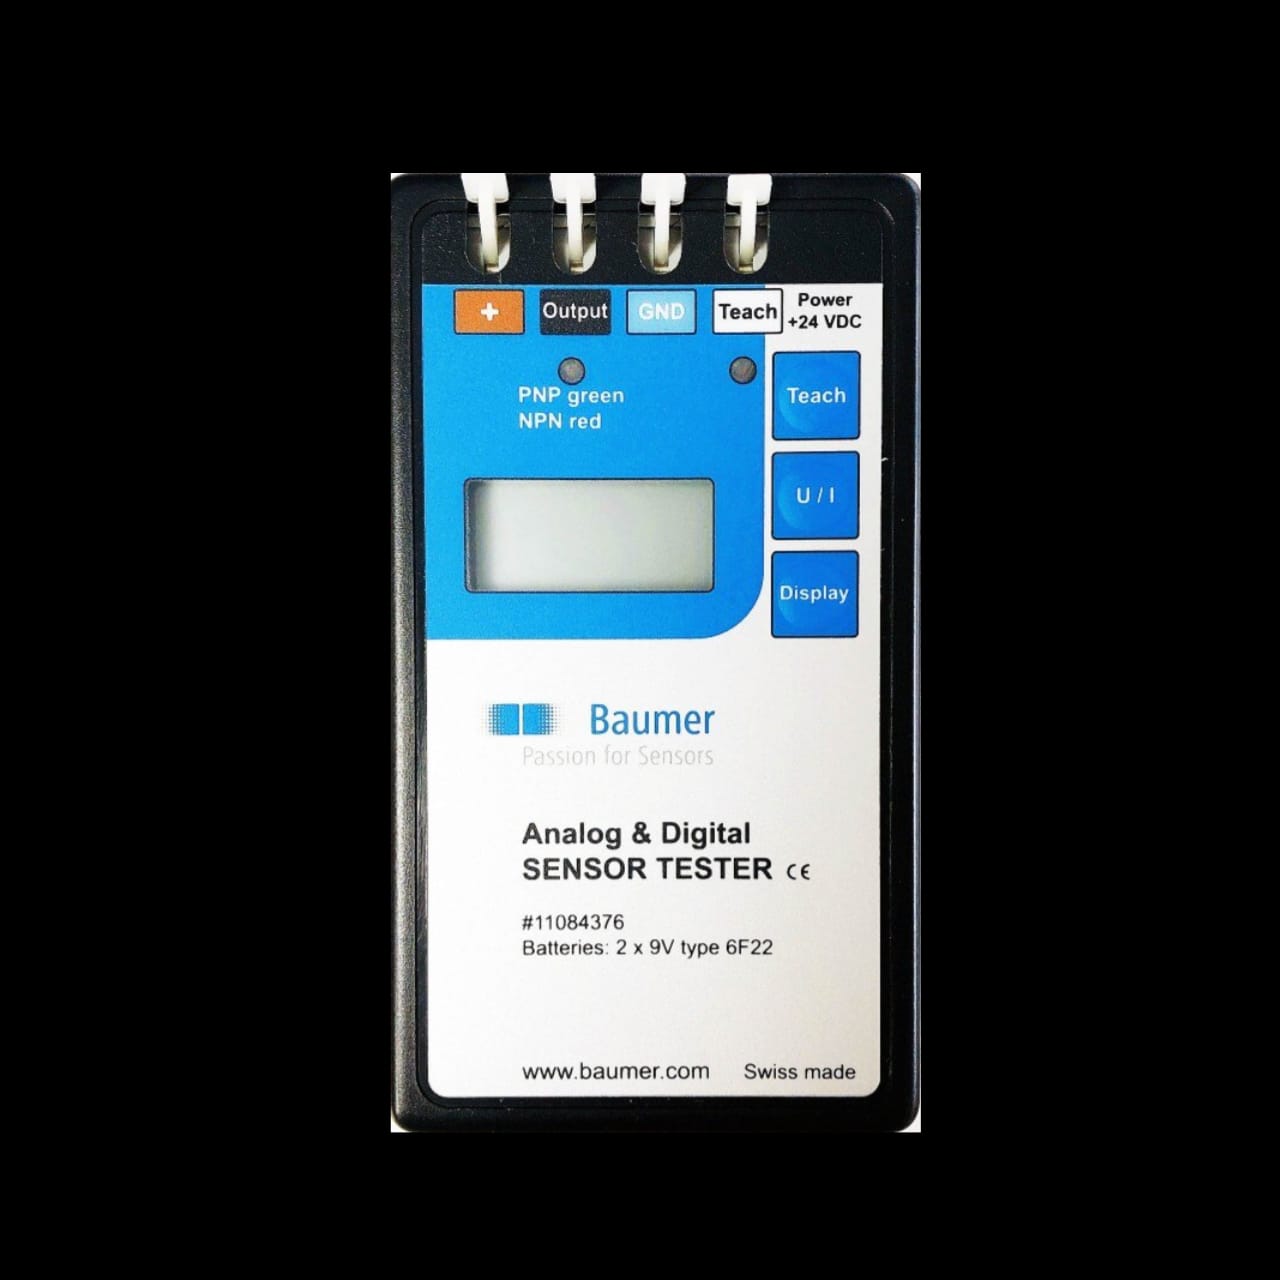 + Output GND Teach Power
+24 VDC
PNP green
NPN red
Teach
U / I
Display
Baumer
Passion for Sensors
Analog & Digital
SENSOR TESTER CE
#11084376
Batteries: 2 x 9V type 6F22
www.baumer.com Swiss made